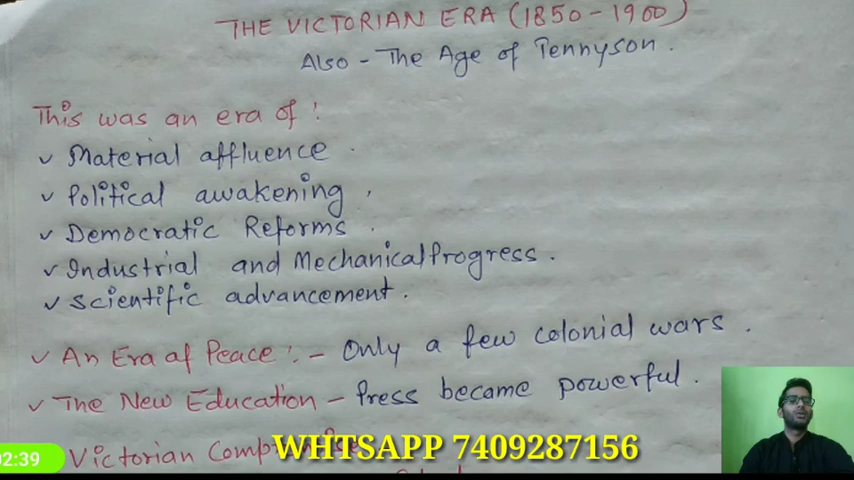 THE VICTORIAN ERA (1850-1900)
Also - The Age of Tennyson.
This was an era of :
✓ Material affluence.
✓ Political awakening,
✓ Democratic Reforms.
✓ Industrial and Mechanical Progress.
✓ Scientific advancement.
✓ An Era of Peace :- Only a few colonial wars.
✓ The New Education - Press became powerful.
Victorian
WHTSAPP 7409287156
2:39